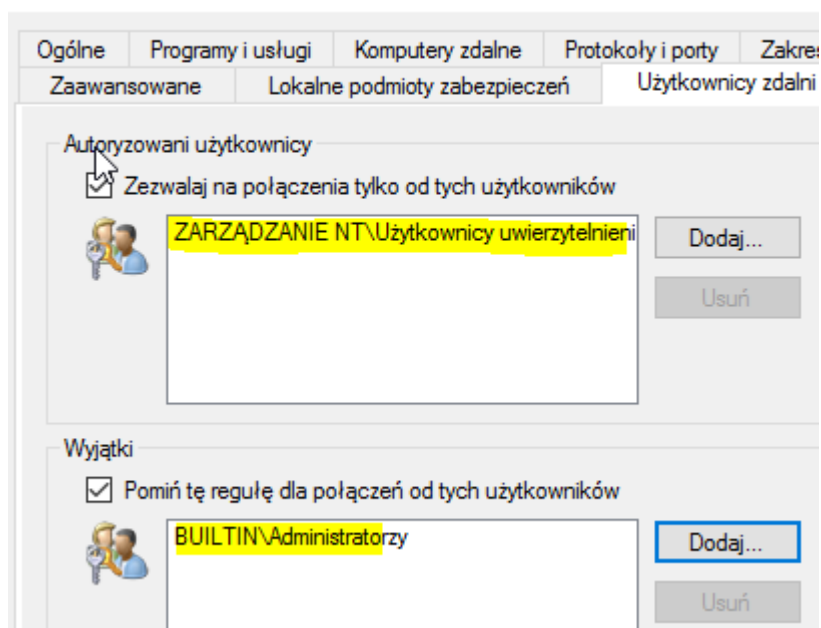 Ogólne Programy i usługi Komputery zdalne Protokoły i porty Zakres
Zaawansowane Lokalne podmioty zabezpieczeń Użytkownicy zdalni
Autoryzowani użytkownicy
Zezwalaj na połączenia tylko od tych użytkowników
ZARZĄDZANIE NT\Użytkownicy uwierzytelnieni
Dodaj...
Usuń
Wyjątki
Pomiń tę regułę dla połączeń od tych użytkowników
BUILTIN\Administratorzy
Dodaj...
Usuń